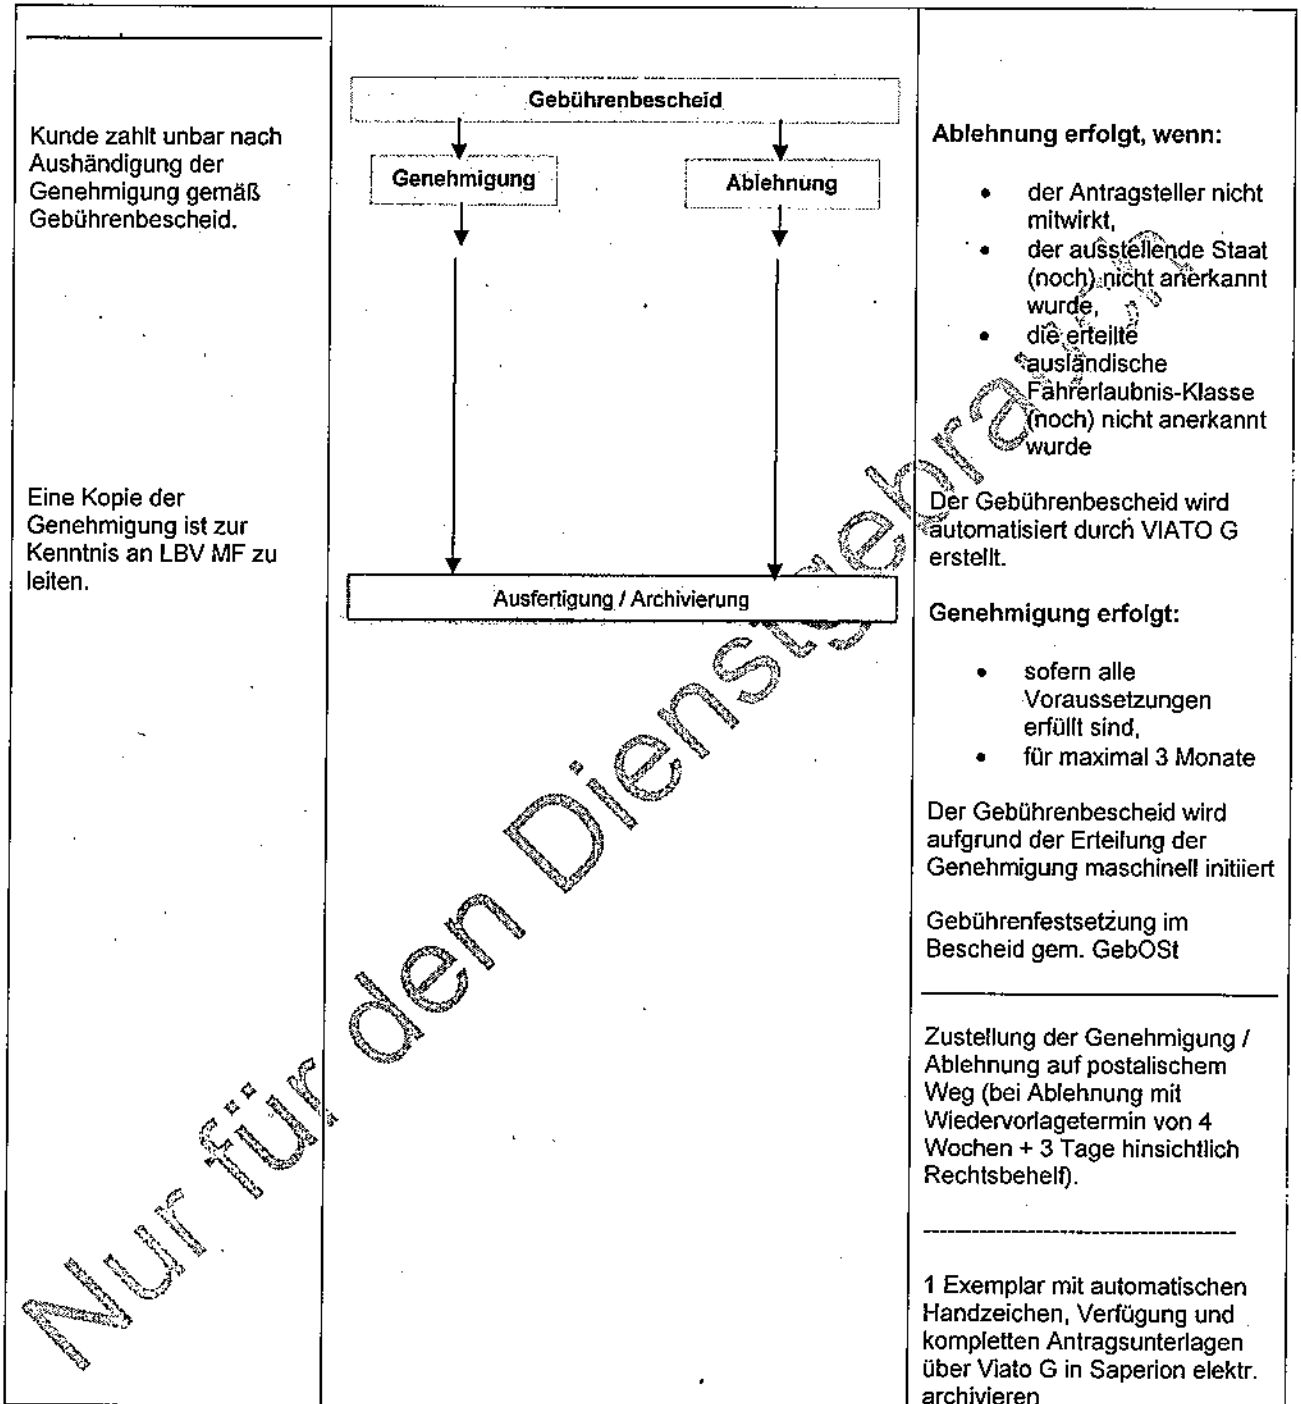 Kunde zahlt unbar nach
Aushändigung der
Genehmigung gemäß
Gebührenbescheid.
Eine Kopie der
Genehmigung ist zur
Kenntnis an LBV MF zu
leiten.
Gebührenbescheid
Genehmigung
Ablehnung
Ausfertigung / Archivierung
Ablehnung erfolgt, wenn:
• der Antragsteller nicht
mitwirkt,
• der ausstellende Staat
(noch) nicht anerkannt
wurde,
• die erteilte
ausländische
Fahrerlaubnis-Klasse
(noch) nicht anerkannt
wurde
Der Gebührenbescheid wird
automatisiert durch VIATO G
erstellt.
Genehmigung erfolgt:
• sofern alle
Voraussetzungen
erfüllt sind,
• für maximal 3 Monate
Der Gebührenbescheid wird
aufgrund der Erteilung der
Genehmigung maschinell initiiert
Gebührenfestsetzung im
Bescheid gem. GebOSt
Zustellung der Genehmigung /
Ablehnung auf postalischem
Weg (bei Ablehnung mit
Wiedervorlagetermin von 4
Wochen + 3 Tage hinsichtlich
Rechtsbehelf).
1 Exemplar mit automatischen
Handzeichen, Verfügung und
kompletten Antragsunterlagen
über Viato G in Saperion elektr.
archivieren
Nur für den Dienstgebrauch